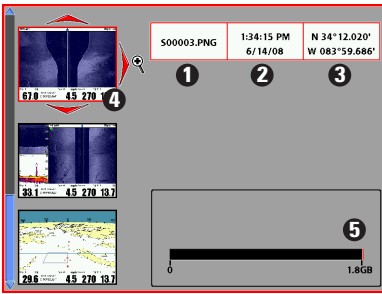 S00003.PNG
1:34:15 PM
6/14/08
N 34°12.020'
W 083°59.686'
1
2
3
4
67.0 4.5 270 13.7
33.1 4.5 270 13.7
29.6 4.5 270 13.7
5
0 1.8GB